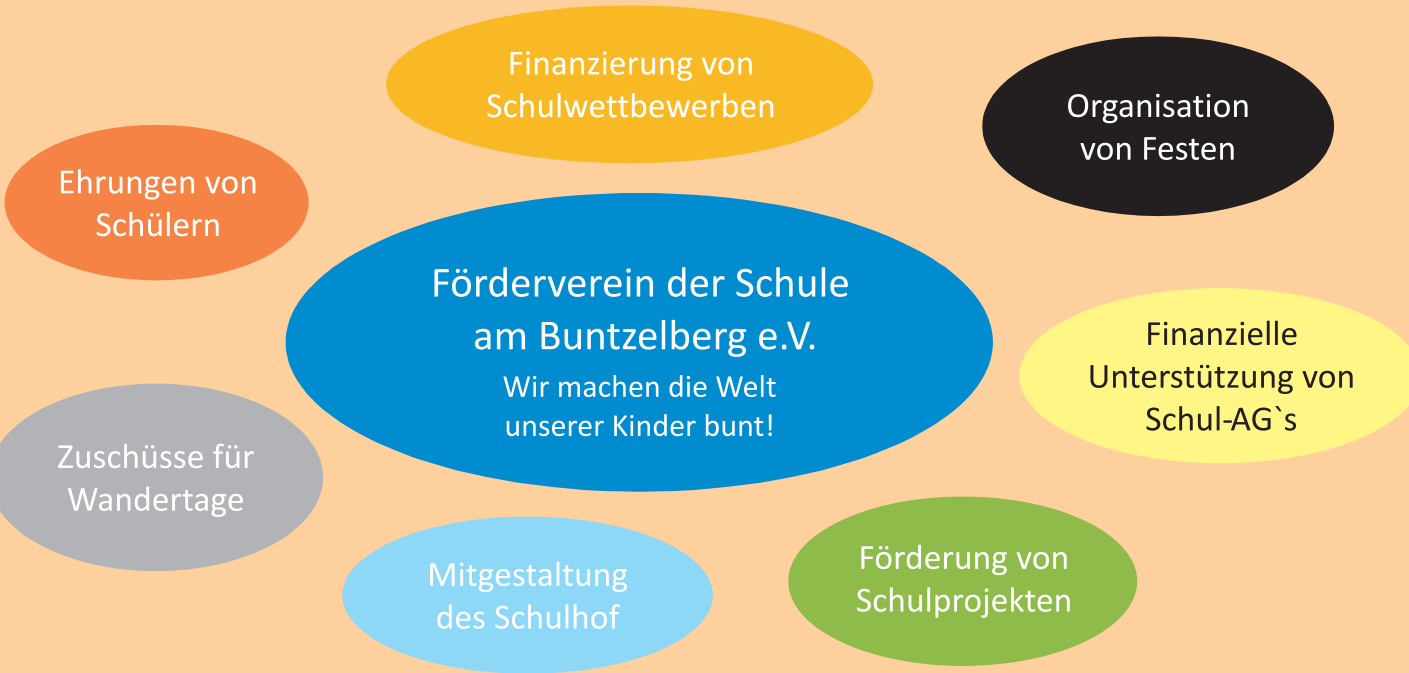 Finanzierung von
Schulwettbewerben
Organisation
von Festen
Ehrungen von
Schülern
Förderverein der Schule
am Buntzelberg e.V.
Wir machen die Welt
unserer Kinder bunt!
Finanzielle
Unterstützung von
Schul-AG`s
Zuschüsse für
Wandertage
Mitgestaltung
des Schulhof
Förderung von
Schulprojekten